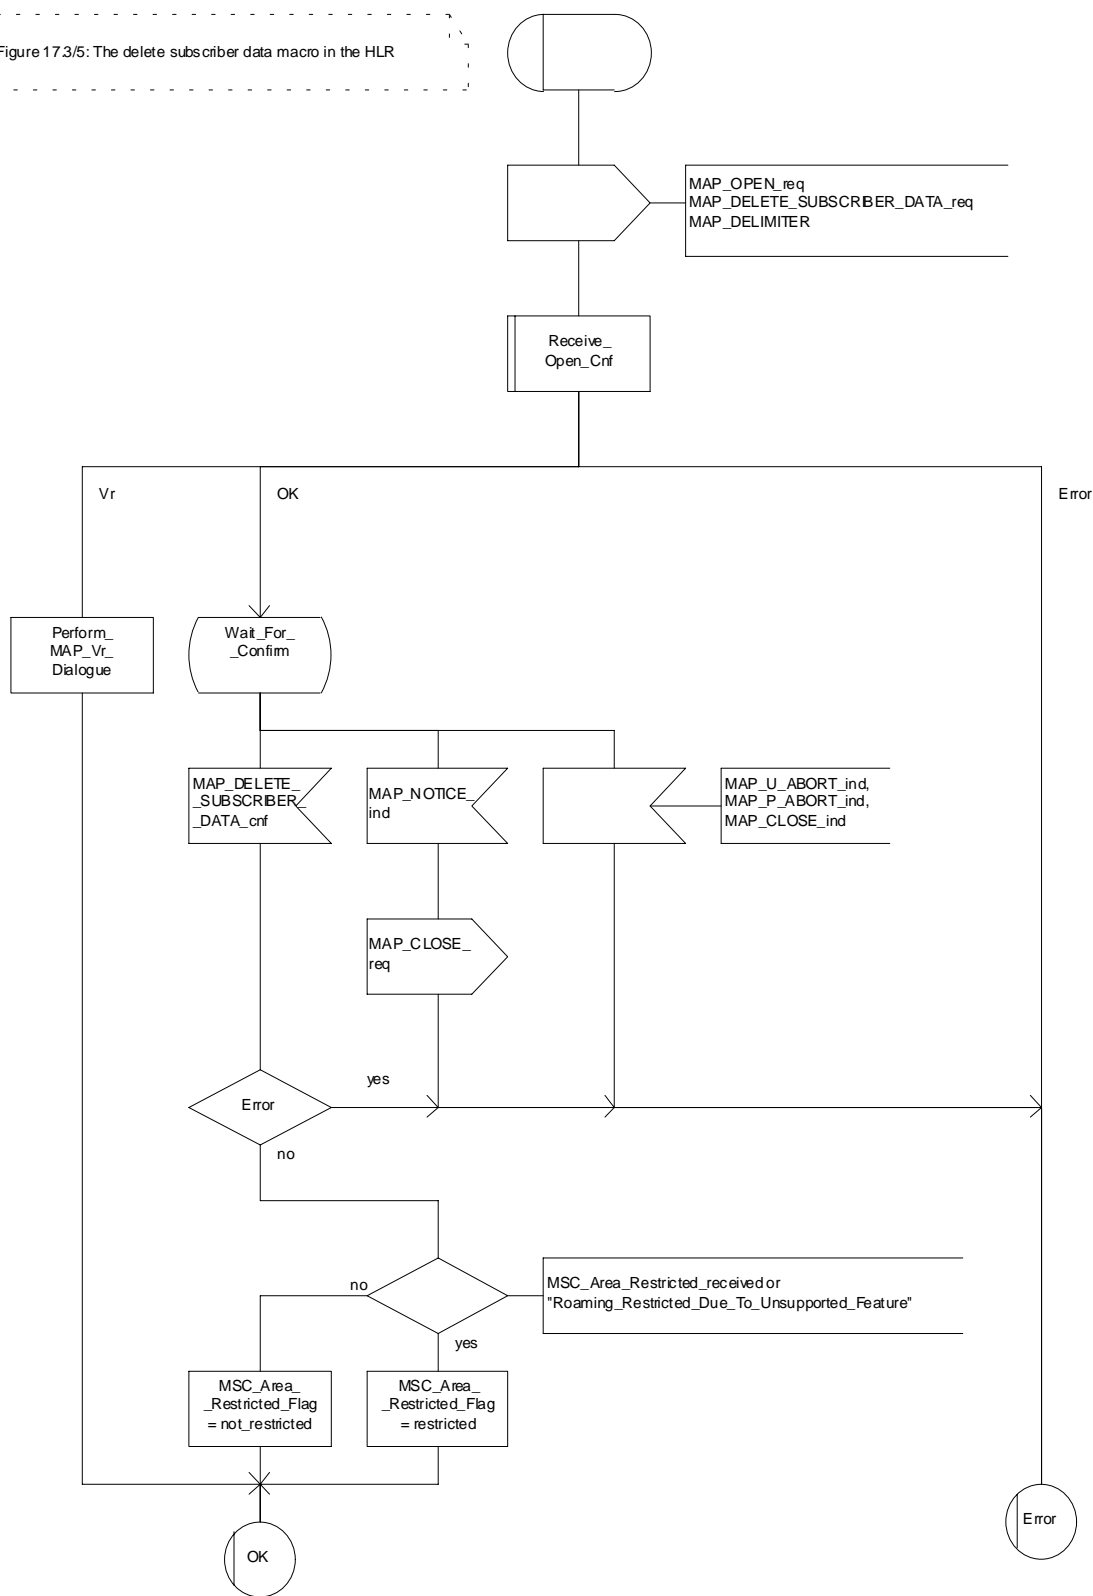 Figure 17.3/5: The delete subscriber data macro in the HLR
MAP_OPEN_req
MAP_DELETE_SUBSCRIBER_DATA_req
MAP_DELIMITER
Receive_
Open_Cnf
Vr
OK
Error
Perform_
MAP_Vr_
Dialogue
Wait_For_
_Confirm
MAP_DELETE_
_SUBSCRIBER_
_DATA_cnf
MAP_NOTICE_
ind
MAP_U_ABORT_ind,
MAP_P_ABORT_ind,
MAP_CLOSE_ind
MAP_CLOSE_
req
yes
Error
no
no
MSC_Area_Restricted_received or
"Roaming_Restricted_Due_To_Unsupported_Feature"
yes
MSC_Area_
_Restricted_Flag
= not_restricted
MSC_Area_
_Restricted_Flag
= restricted
Error
OK